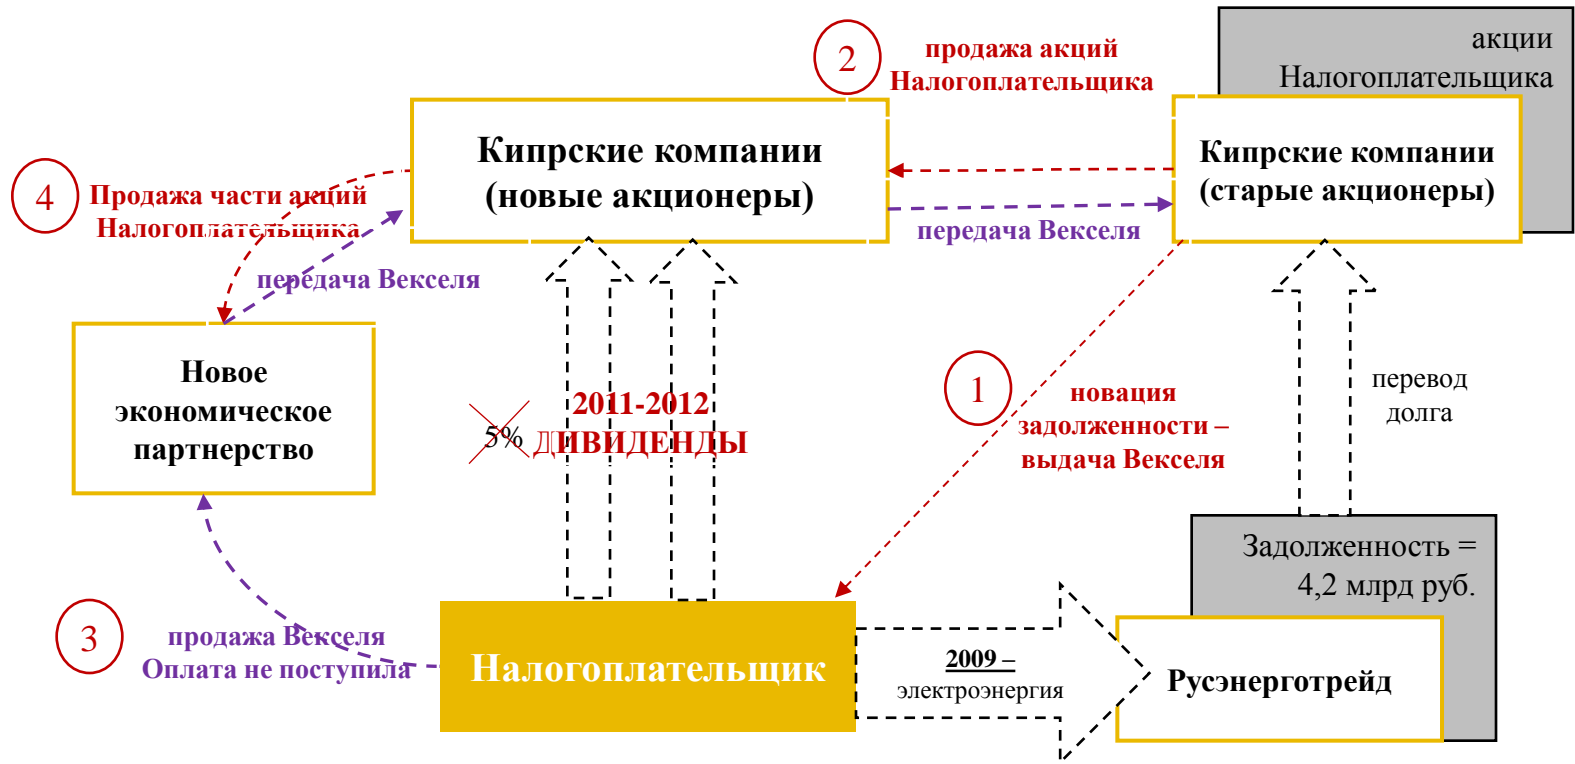 2
продажа акций
Налогоплательщика
акции
Налогоплательщика
Кипрские компании
(новые акционеры)
Кипрские компании
(старые акционеры)
4
Продажа части акций
Налогоплательщика
передача Векселя
передача Векселя
Новое
экономическое
партнерство
5%
2011-2012
ДИВИДЕНДЫ
1
новация
задолженности –
выдача Векселя
перевод
долга
Задолженность =
4,2 млрд руб.
3
продажа Векселя
Оплата не поступила
Налогоплательщик
2009 –
электроэнергия
Русэнерготрейд